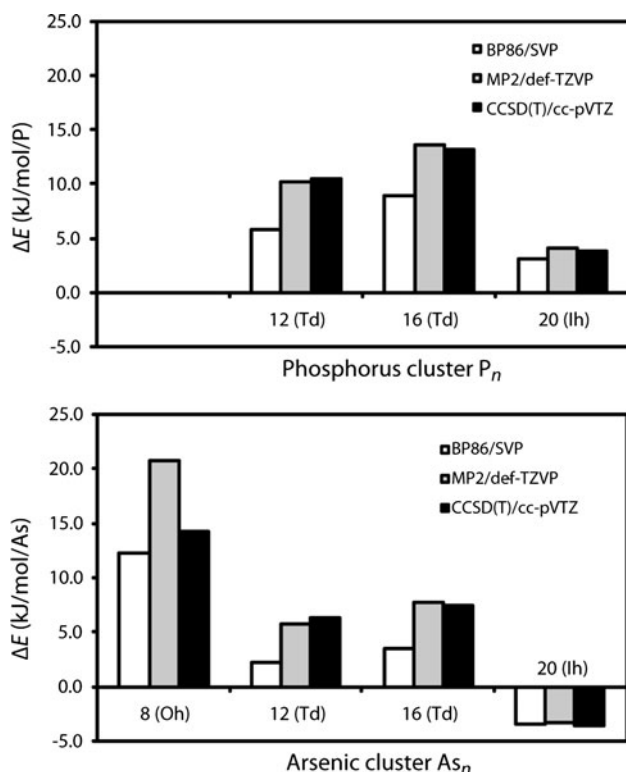 25.0
20.0
15.0
10.0
5.0
0.0
-5.0
ΔE (kJ/mol/P)
BP86/SVP
MP2/def-TZVP
CCSD(T)/cc-pVTZ
12 (Td) 16 (Td) 20 (Ih)
Phosphorus cluster Pn
25.0
20.0
15.0
10.0
5.0
0.0
-5.0
ΔE (kJ/mol/As)
BP86/SVP
MP2/def-TZVP
CCSD(T)/cc-pVTZ
20 (Ih)
8 (Oh) 12 (Td) 16 (Td)
Arsenic cluster Asn